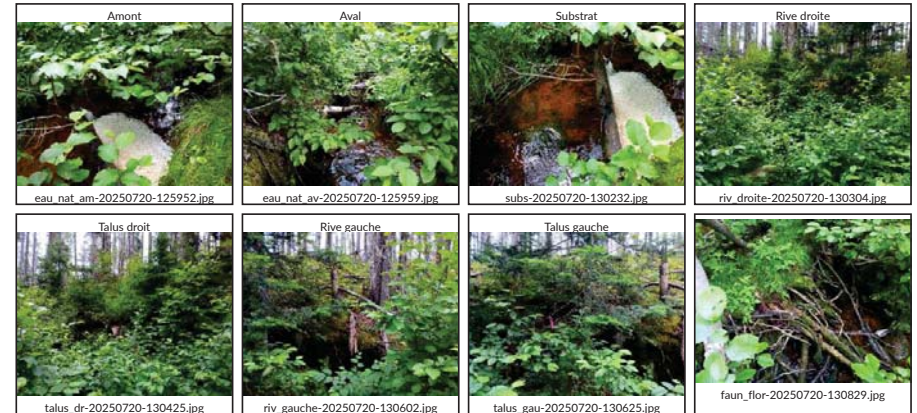 Amont
Aval
Substrat
Rive droite
eau_nat_am-20250720-125952.jpg
eau_nat_av-20250720-125959.jpg
subs-20250720-130232.jpg
riv_droite-20250720-130304.jpg
Talus droit
Rive gauche
Talus gauche
talus_dr-20250720-130425.jpg
riv_gauche-20250720-130602.jpg
talus_gau-20250720-130625.jpg
faun_flor-20250720-130829.jpg